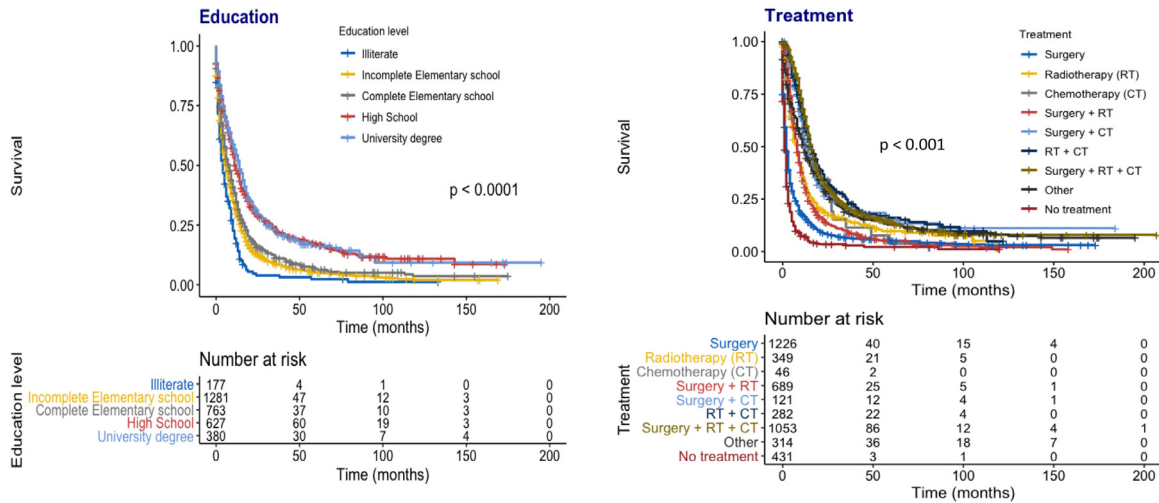 Education
Survival
1.00
0.75
0.50
0.25
0.00
Education level
Illiterate
Incomplete Elementary school
Complete Elementary school
High School
University degree
p < 0.0001
0 50 100 150 200
Time (months)
Number at risk
Education level
Illiterate 177 4 1 0 0
Incomplete Elementary school 1281 47 12 3 0
Complete Elementary school 763 37 10 3 0
High School 627 60 19 3 0
University degree 380 30 7 4 0
0 50 100 150 200
Time (months)
Treatment
Survival
1.00
0.75
0.50
0.25
0.00
Treatment
Surgery
Radiotherapy (RT)
Chemotherapy (CT)
Surgery + RT
Surgery + CT
RT + CT
Surgery + RT + CT
Other
No treatment
p < 0.001
0 50 100 150 200
Time (months)
Number at risk
Treatment
Surgery 1226 40 15 4 0
Radiotherapy (RT) 349 21 5 0 0
Chemotherapy (CT) 46 2 0 0 0
Surgery + RT 689 25 5 1 0
Surgery + CT 121 12 4 1 0
RT + CT 282 22 4 0 0
Surgery + RT + CT 1053 86 12 4 1
Other 314 36 18 7 0
No treatment 431 3 1 0 0
0 50 100 150 200
Time (months)